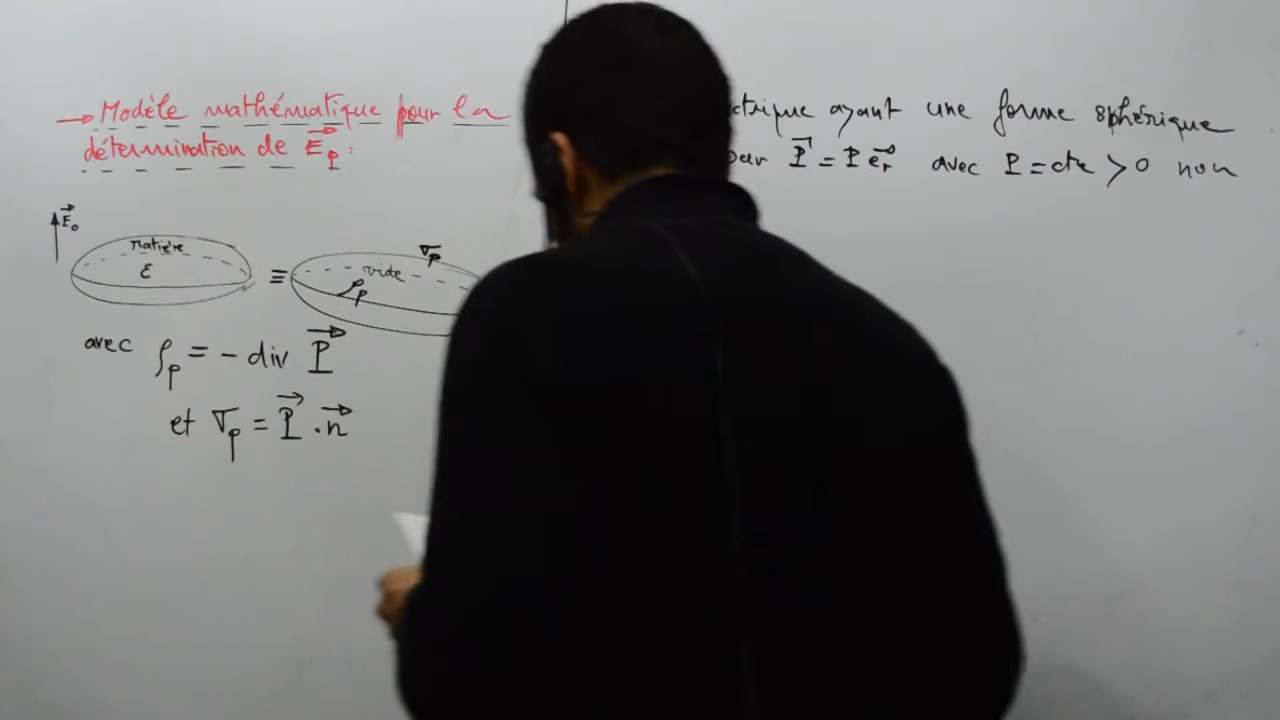 → Modèle mathématique pour la
détermination de E⃗p :
E⃗₀
matière
ε
≡
σp
vide
ρp
avec ρp = - div P⃗
et σp = P⃗ . n⃗
ctrique ayant une forme sphérique
par P⃗ = P e⃗r avec P = cte > 0 non